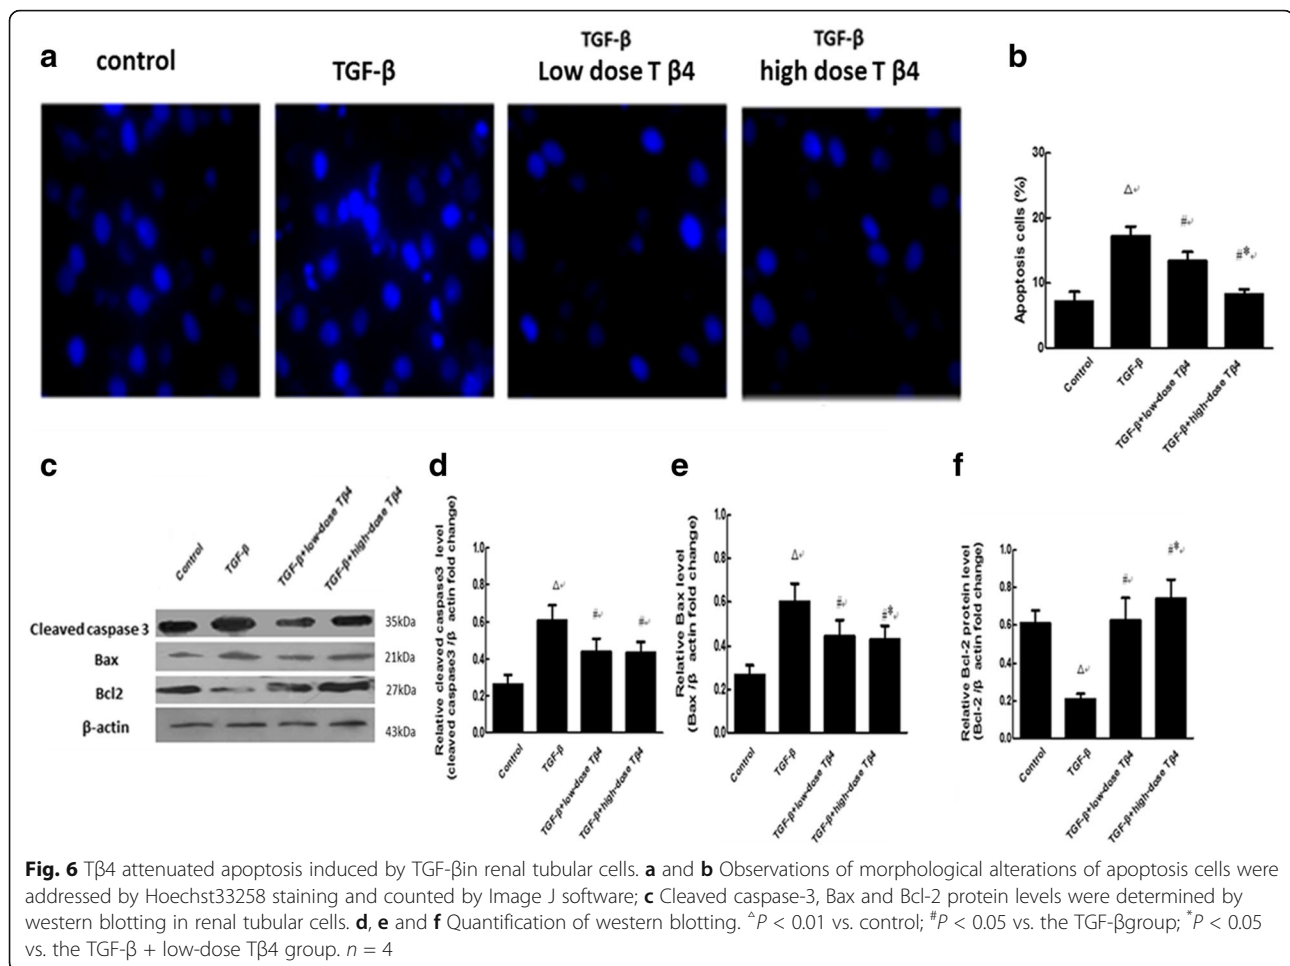 a
control
TGF-β
TGF-β
Low dose T β4
TGF-β
high dose T β4
b
Apoptosis cells (%)
30
20
10
0
Δ↵
#↵
#*↵
Control
TGF-β
TGF-β+low-dose Tβ4
TGF-β+high-dose Tβ4
c
Control
TGF-β
TGF-β+low-dose Tβ4
TGF-β+high-dose Tβ4
Cleaved caspase 3
35kDa
Bax
21kDa
Bcl2
27kDa
β-actin
43kDa
d
Relative cleaved caspase3 level
(cleaved caspase3 /β actin fold change)
1.0
0.8
0.6
0.4
0.2
0.0
Δ↵
#↵
#↵
Control
TGF-β
TGF-β+low-dose Tβ4
TGF-β+high-dose Tβ4
e
Relative Bax level
(Bax /β actin fold change)
1.0
0.8
0.6
0.4
0.2
0.0
Δ↵
#↵
#*↵
Control
TGF-β
TGF-β+low-dose Tβ4
TGF-β+high-dose Tβ4
f
Relative Bcl-2 protein level
(Bcl-2 /β actin fold change)
1.0
0.8
0.6
0.4
0.2
0.0
Δ↵
#↵
#*↵
Control
TGF-β
TGF-β+low-dose Tβ4
TGF-β+high-dose Tβ4
Fig. 6 Tβ4 attenuated apoptosis induced by TGF-βin renal tubular cells. a and b Observations of morphological alterations of apoptosis cells were
addressed by Hoechst33258 staining and counted by Image J software; c Cleaved caspase-3, Bax and Bcl-2 protein levels were determined by
western blotting in renal tubular cells. d, e and f Quantification of western blotting. △P < 0.01 vs. control; #P < 0.05 vs. the TGF-βgroup; *P < 0.05
vs. the TGF-β + low-dose Tβ4 group. n = 4